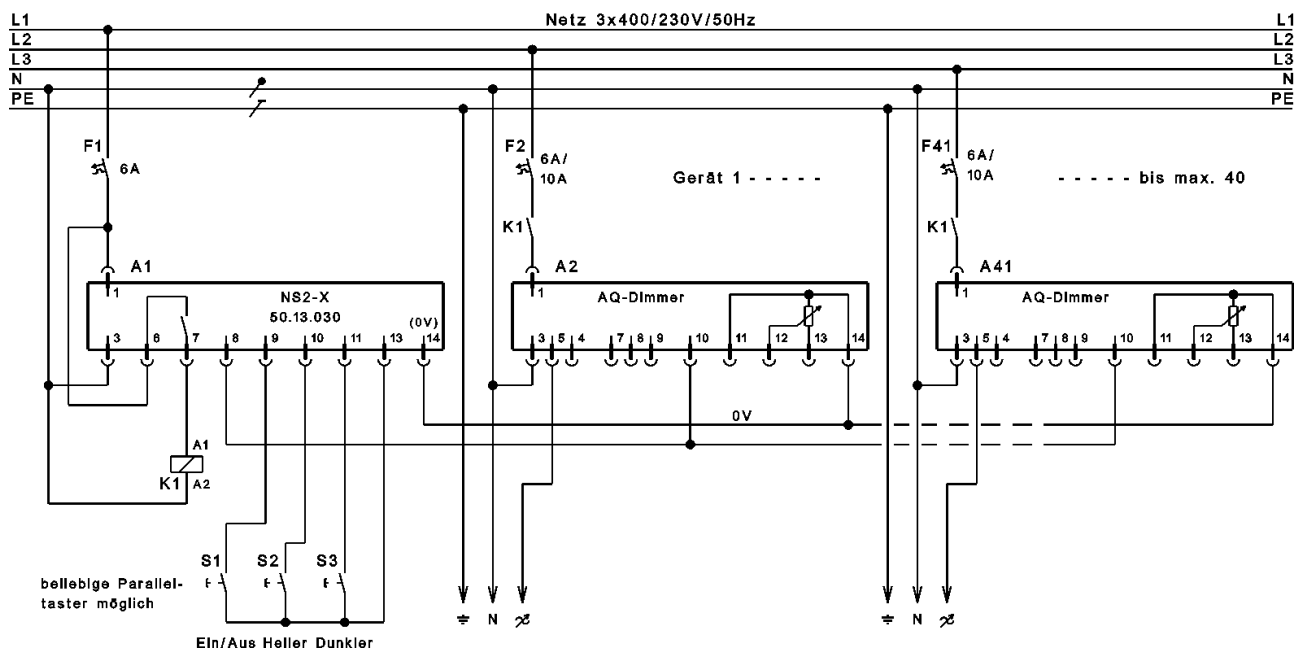 L1 Netz 3x400/230V/50Hz L1
L2 L2
L3 L3
N N
PE PE
F1 6A
F2 6A/
10A
F41 6A/
10A
Gerät 1 - - - - -
- - - - - bis max. 40
K1 K1
A1 A2 A41
1 NS2-X
50.13.030
(0V)
3 6 7 8 9 10 11 13 14
1 AQ-Dimmer
3 5 4 7 8 9 10 11 12 13 14
1 AQ-Dimmer
3 5 4 7 8 9 10 11 12 13 14
0V
A1
K1 A2
S1 S2 S3
beliebige Parallel-
taster möglich
N N
Ein/Aus Heller Dunkler